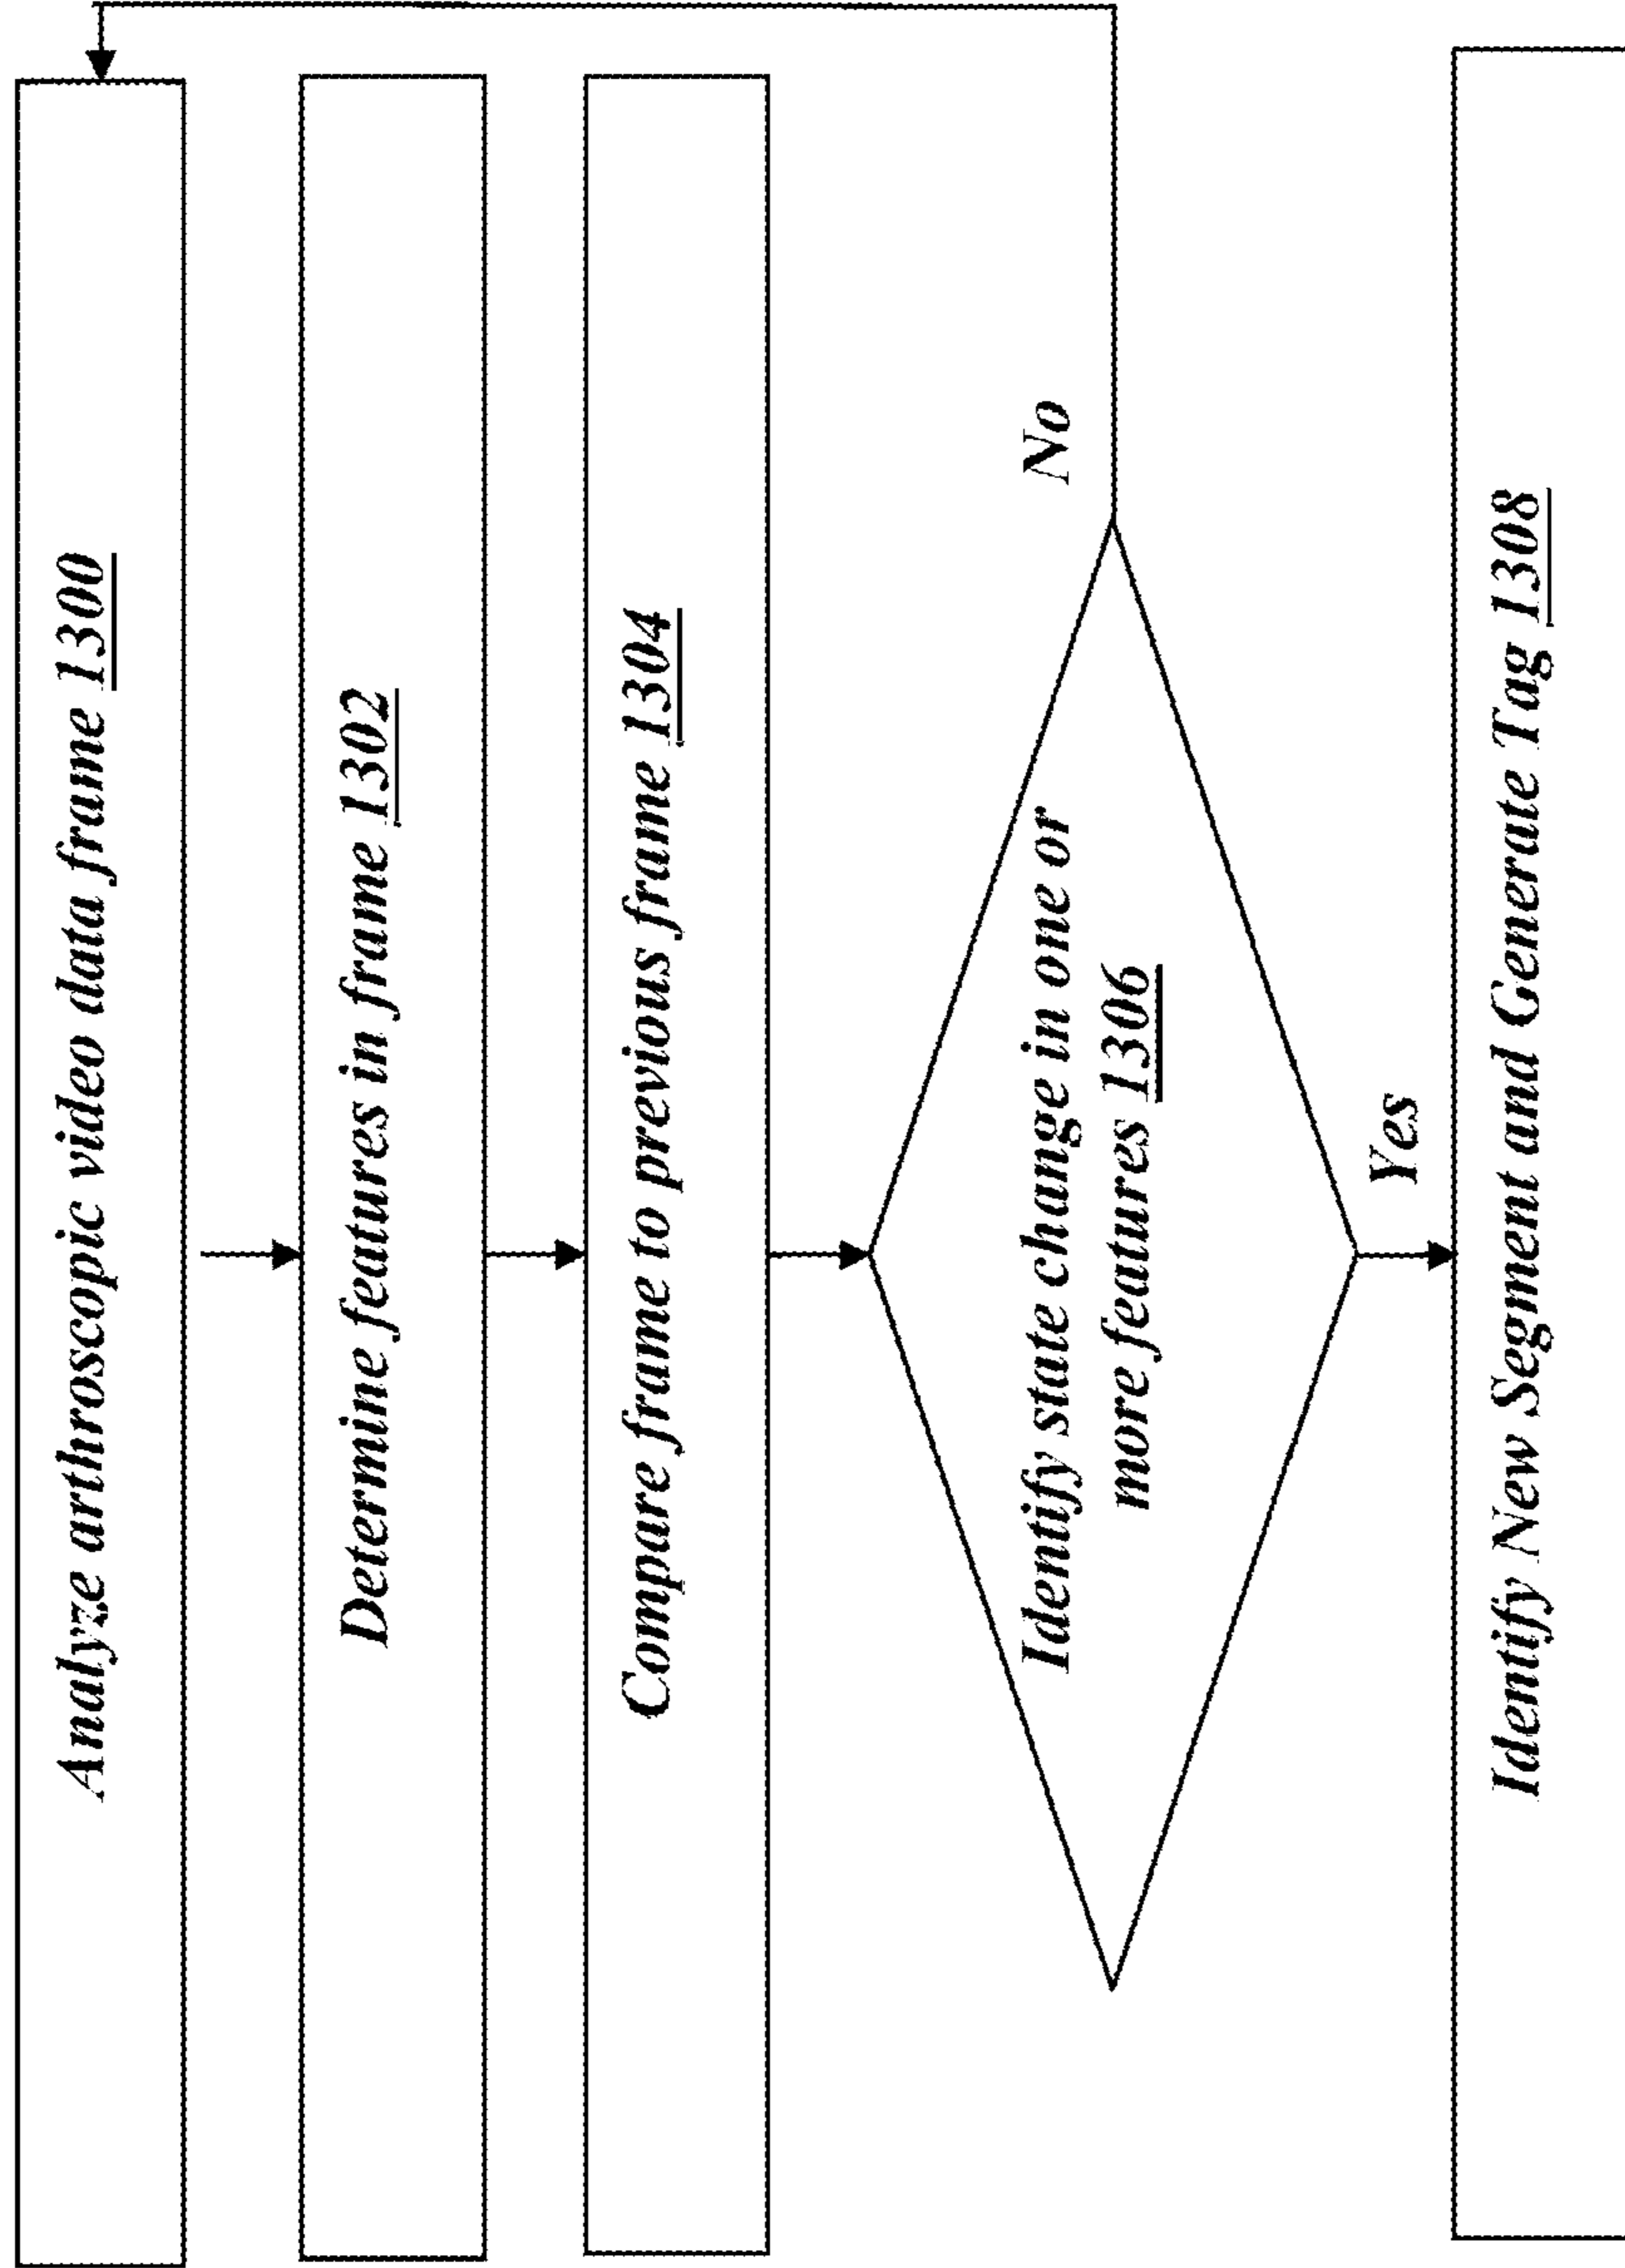 Analyze arthroscopic video data frame 1300
Determine features in frame 1302
Compare frame to previous frame 1304
Identify state change in one or
more features 1306
No
Yes
Identify New Segment and Generate Tag 1308